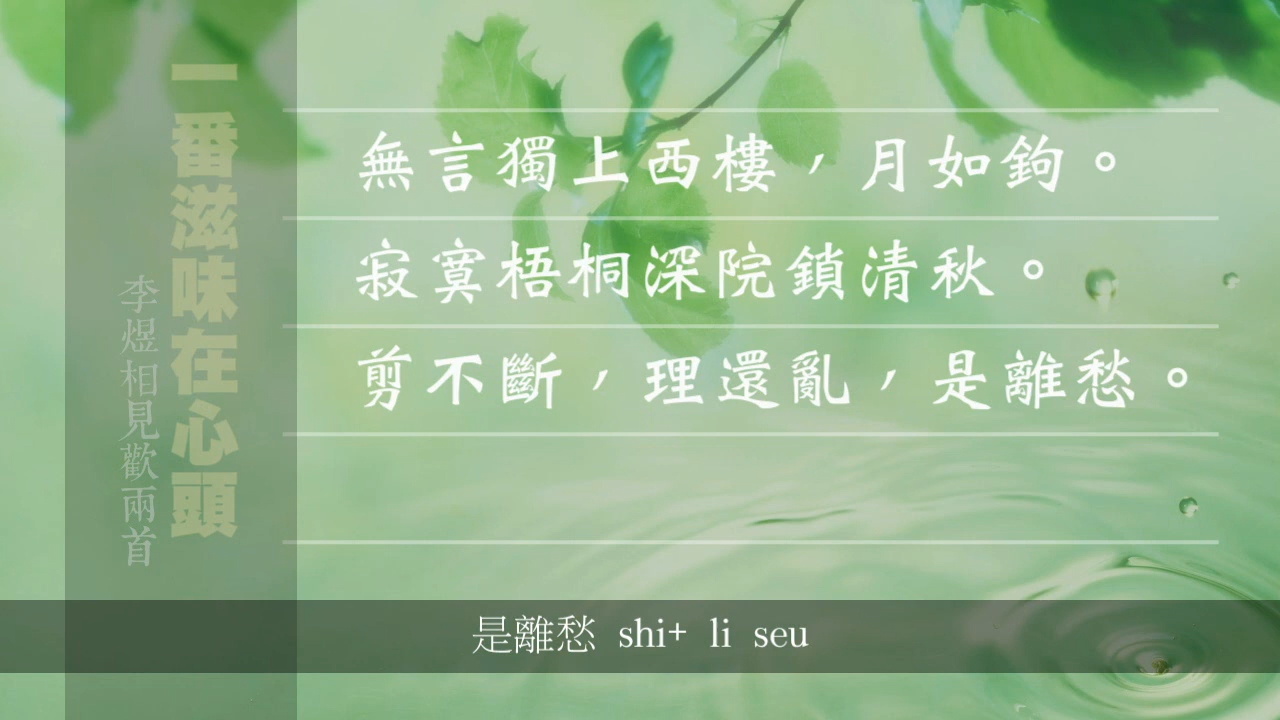 一番滋味在心頭
李煜相見歡兩首
無言獨上西樓，月如鉤。
寂寞梧桐深院鎖清秋。
剪不斷，理還亂，是離愁。
是離愁 shi+ li seu